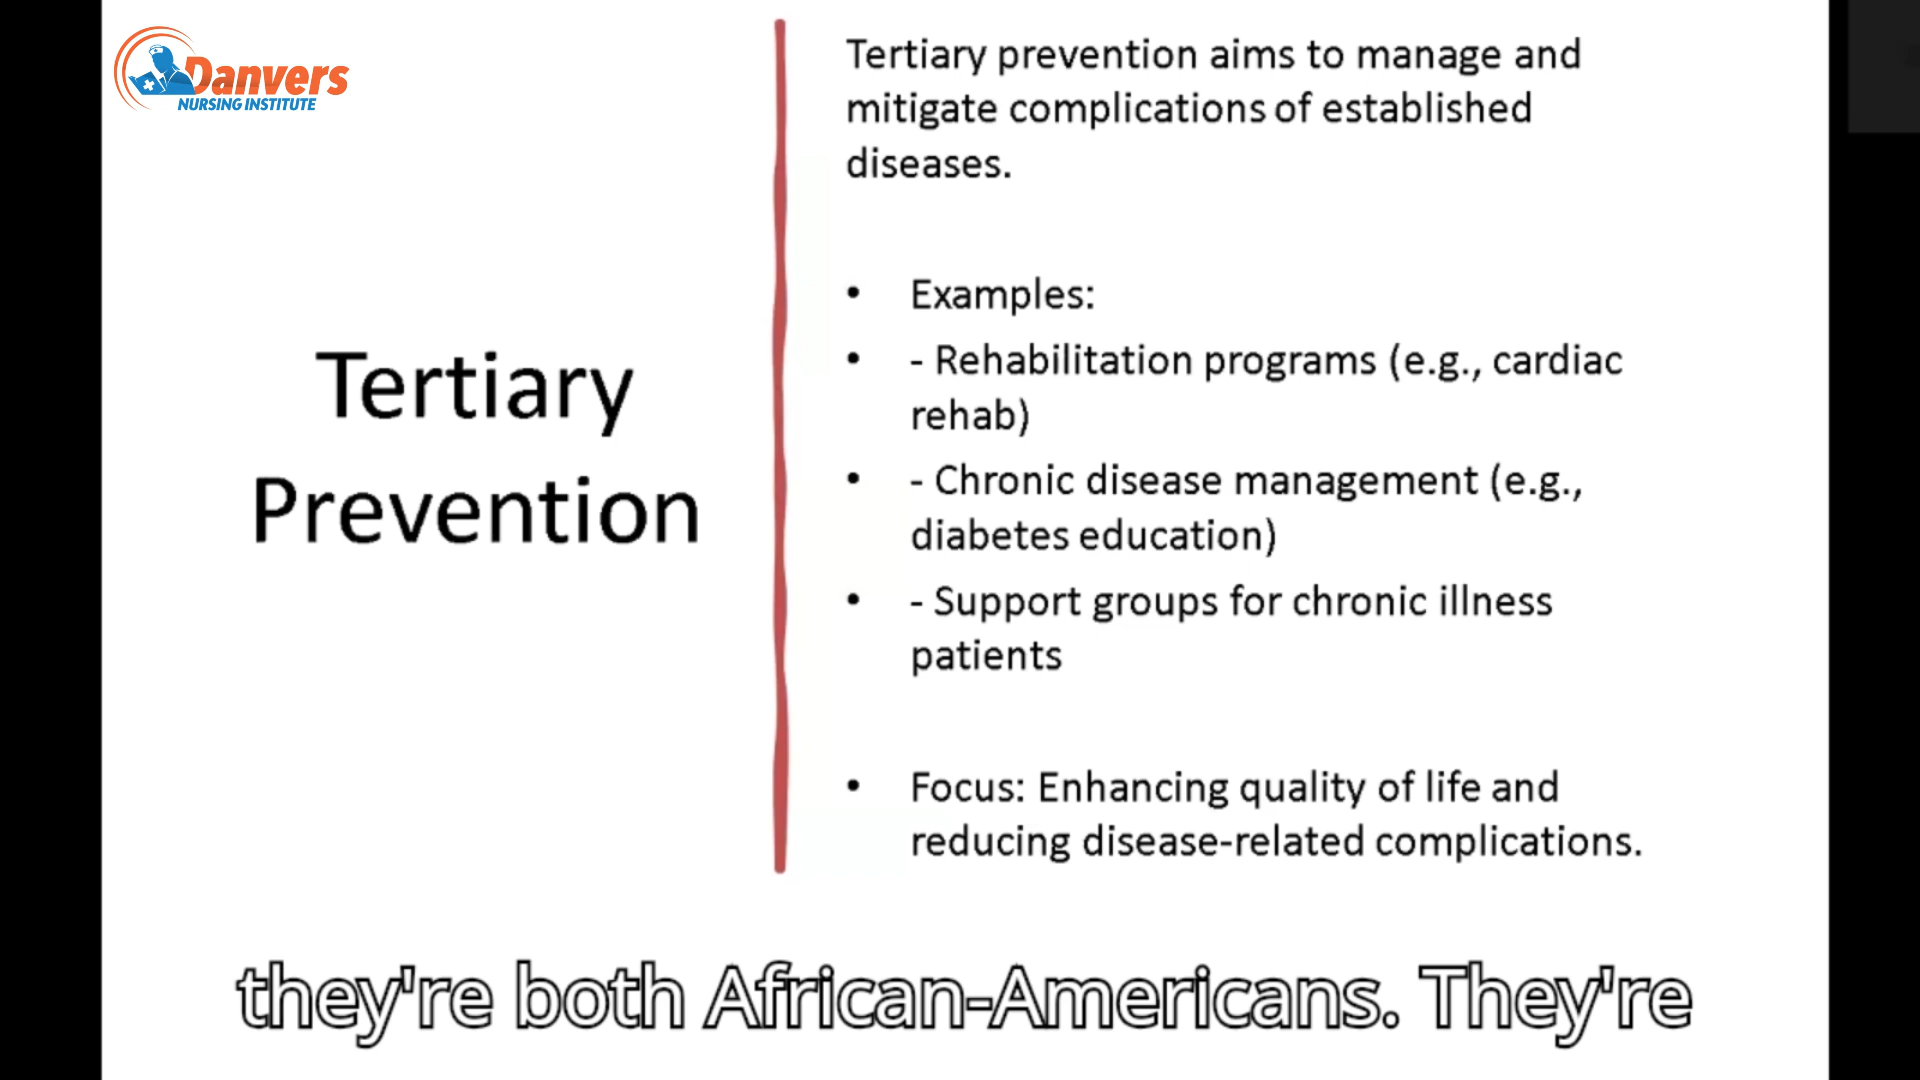 Danvers
NURSING INSTITUTE
Tertiary
Prevention
Tertiary prevention aims to manage and
mitigate complications of established
diseases.
• Examples:
• - Rehabilitation programs (e.g., cardiac
rehab)
• - Chronic disease management (e.g.,
diabetes education)
• - Support groups for chronic illness
patients
• Focus: Enhancing quality of life and
reducing disease-related complications.
they're both African-Americans. They're